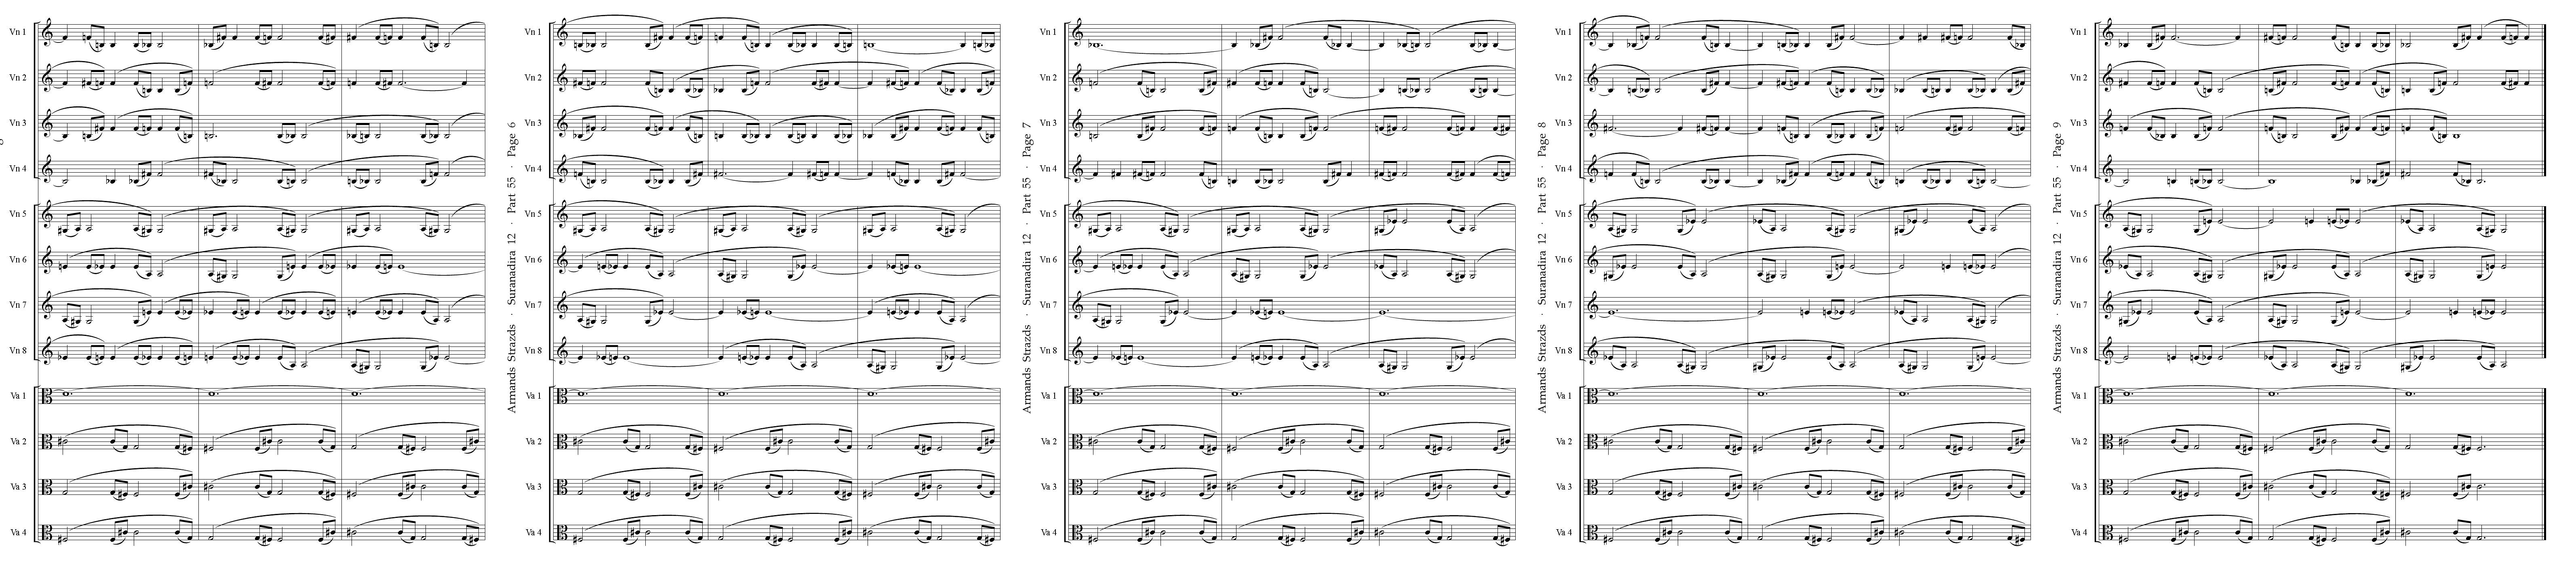 Vn 1
Vn 2
Vn 3
Vn 4
Vn 5
Vn 6
Vn 7
Vn 8
Va 1
Va 2
Va 3
Va 4
Armands Strazds · Suranadira 12 · Part 55 · Page 6
Vn 1
Vn 2
Vn 3
Vn 4
Vn 5
Vn 6
Vn 7
Vn 8
Va 1
Va 2
Va 3
Va 4
Armands Strazds · Suranadira 12 · Part 55 · Page 7
Vn 1
Vn 2
Vn 3
Vn 4
Vn 5
Vn 6
Vn 7
Vn 8
Va 1
Va 2
Va 3
Va 4
Armands Strazds · Suranadira 12 · Part 55 · Page 8
Vn 1
Vn 2
Vn 3
Vn 4
Vn 5
Vn 6
Vn 7
Vn 8
Va 1
Va 2
Va 3
Va 4
Armands Strazds · Suranadira 12 · Part 55 · Page 9
Vn 1
Vn 2
Vn 3
Vn 4
Vn 5
Vn 6
Vn 7
Vn 8
Va 1
Va 2
Va 3
Va 4